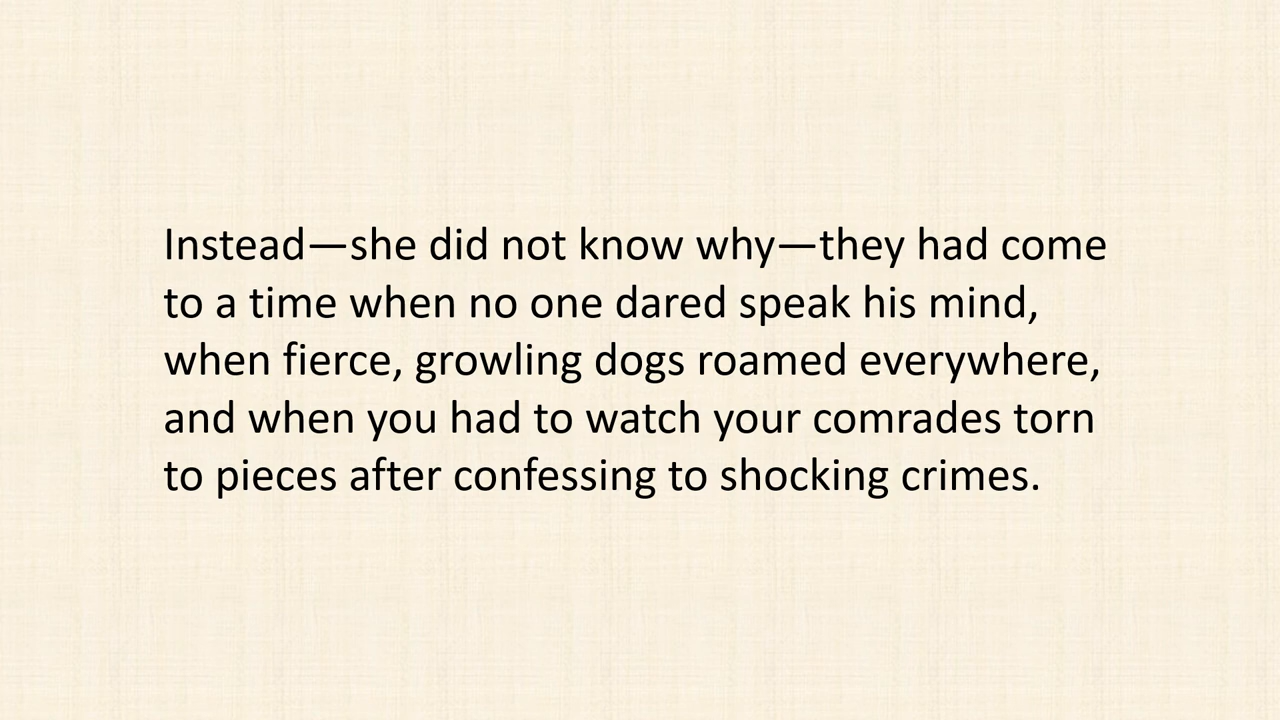 Instead—she did not know why—they had come
to a time when no one dared speak his mind,
when fierce, growling dogs roamed everywhere,
and when you had to watch your comrades torn
to pieces after confessing to shocking crimes.